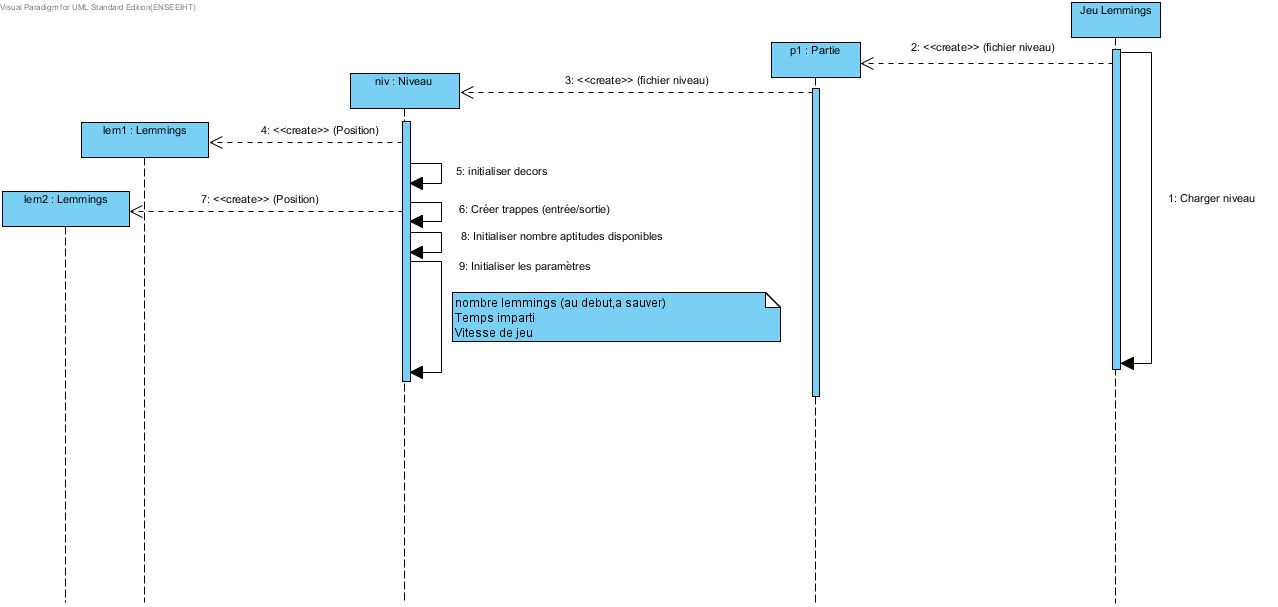 Visual Paradigm for UML Standard Edition(ENSEEIHT)
Jeu Lemmings
p1 : Partie
2: <<create>> (fichier niveau)
niv : Niveau
3: <<create>> (fichier niveau)
lem1 : Lemmings
4: <<create>> (Position)
5: initialiser decors
lem2 : Lemmings
7: <<create>> (Position)
1: Charger niveau
6: Créer trappes (entrée/sortie)
8: Initialiser nombre aptitudes disponibles
9: Initialiser les paramètres
nombre lemmings (au debut,a sauver)
Temps imparti
Vitesse de jeu